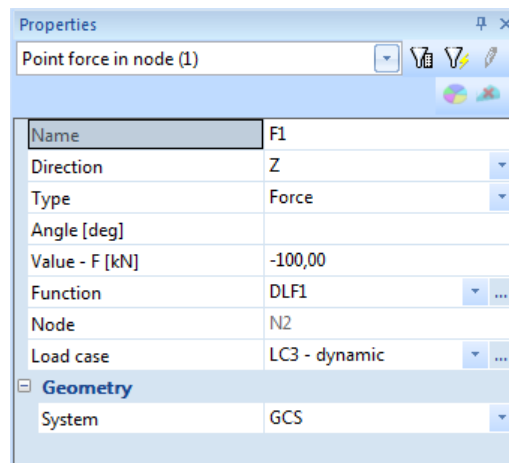 Properties
Point force in node (1)
Name F1
Direction Z
Type Force
Angle [deg]
Value - F [kN] -100,00
Function DLF1 ...
Node N2
Load case LC3 - dynamic ...
Geometry
System GCS